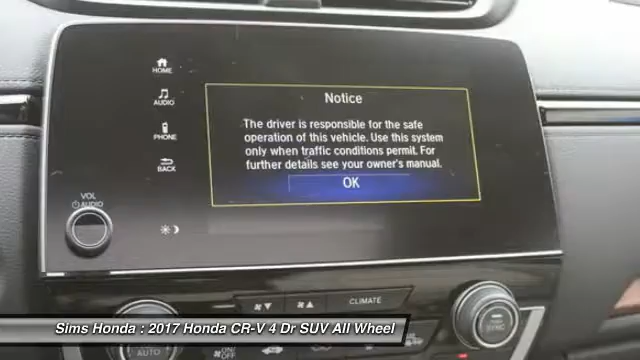 HOME
AUDIO
PHONE
BACK
VOL
AUDIO
Notice
The driver is responsible for the safe
operation of this vehicle. Use this system
only when traffic conditions permit. For
further details see your owner's manual.
OK
CLIMATE
AUTO
ON/OFF
SYNC
Sims Honda : 2017 Honda CR-V 4 Dr SUV All Wheel